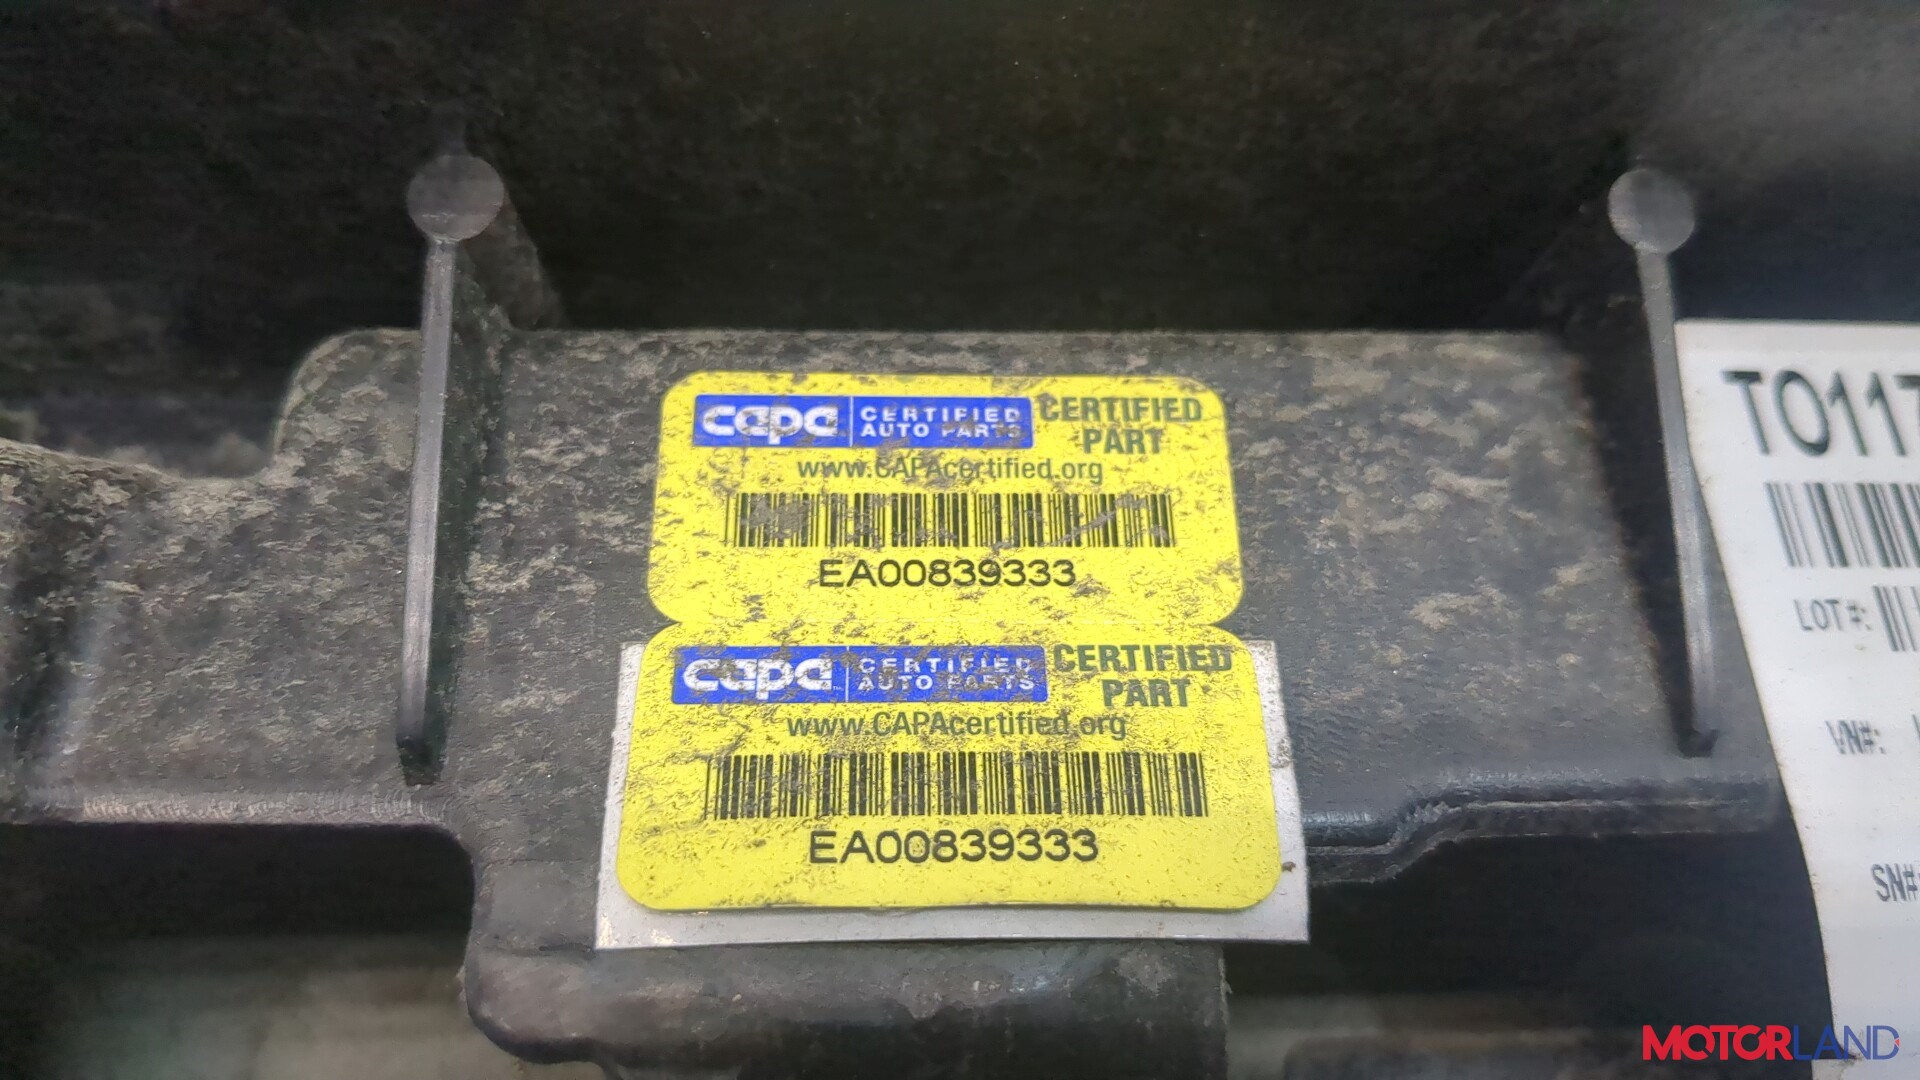 capa CERTIFIED AUTO PARTS
CERTIFIED PART
www.CAPAcertified.org
EA00839333
capa CERTIFIED AUTO PARTS
CERTIFIED PART
www.CAPAcertified.org
EA00839333
TO117
LOT#:
VN#:
SN#
MOTORLAND